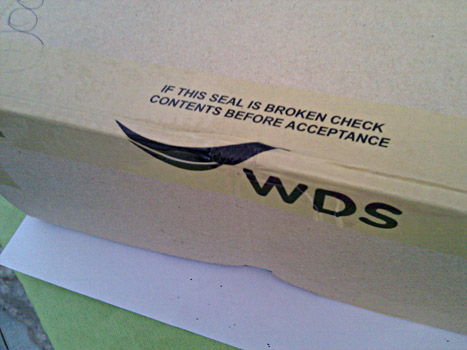 IF THIS SEAL IS BROKEN CHECK
CONTENTS BEFORE ACCEPTANCE
WDS